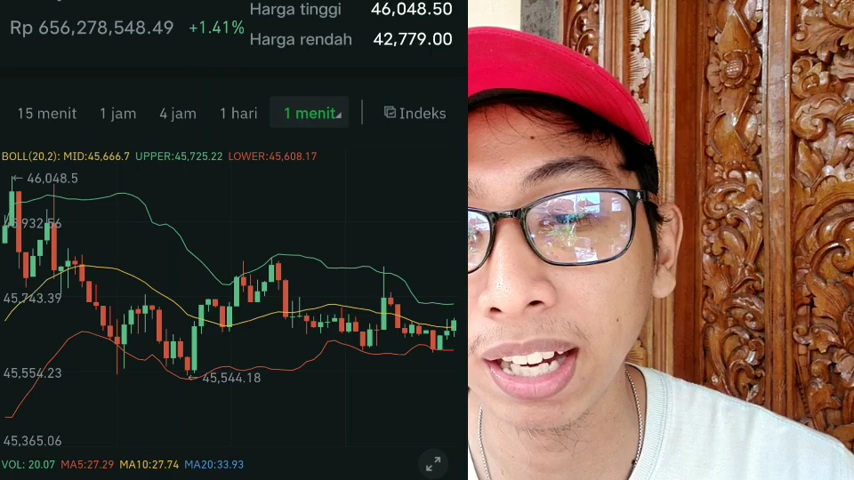 Harga tinggi 46,048.50
Rp 656,278,548.49 +1.41%
Harga rendah 42,779.00
15 menit 1 jam 4 jam 1 hari 1 menit Indeks
BOLL(20,2): MID:45,666.7 UPPER:45,725.22 LOWER:45,608.17
46,048.5
45,932.56
45,743.39
45,554.23
45,544.18
45,365.06
VOL: 20.07 MA5:27.29 MA10:27.74 MA20:33.93